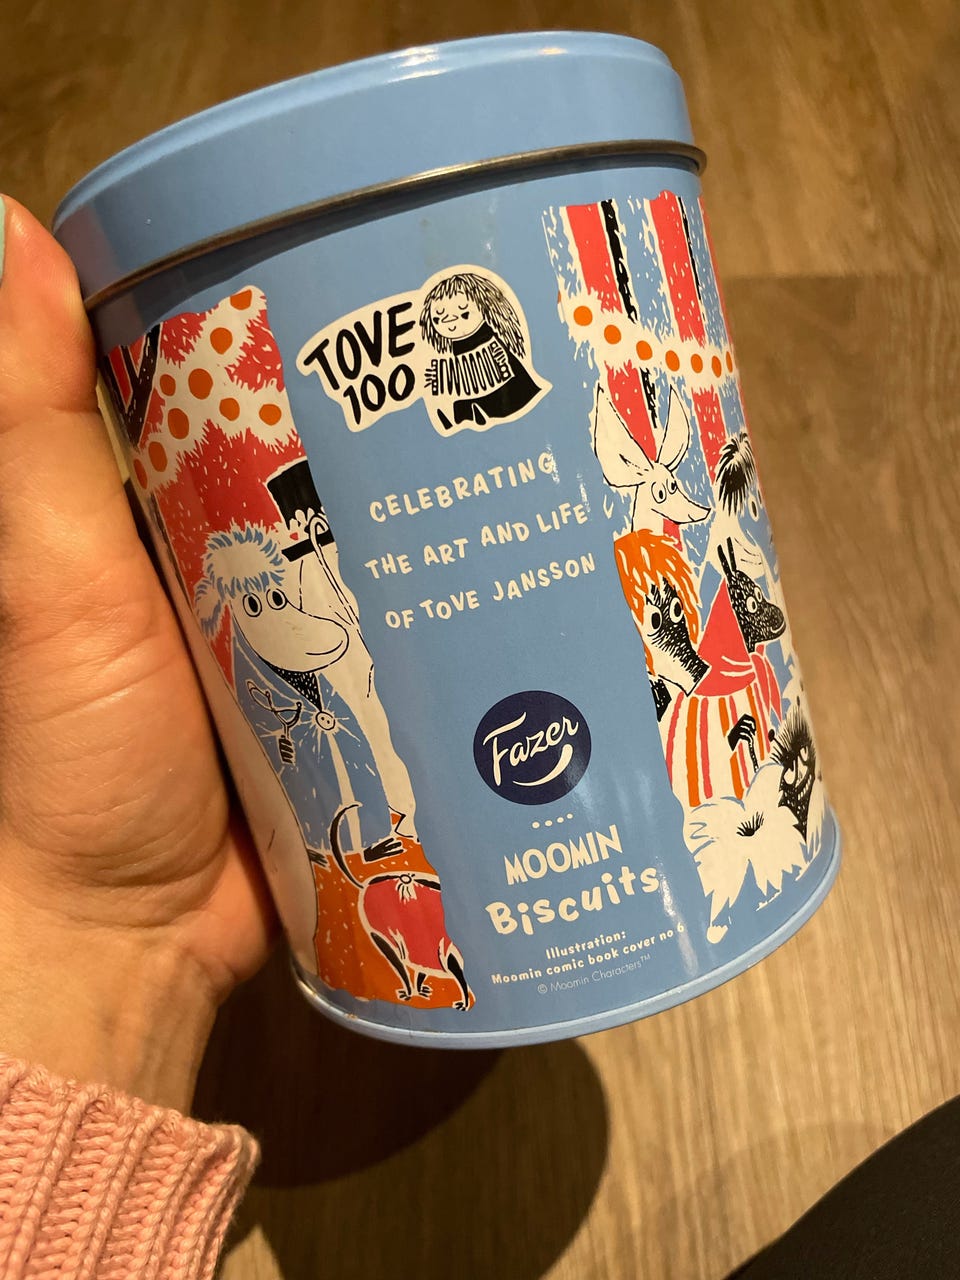 TOVE
100
CELEBRATING
THE ART AND LIFE
OF TOVE JANSSON
Fazer
MOOMIN
Biscuits
Illustration:
Moomin comic book cover no 6
© Moomin Characters™